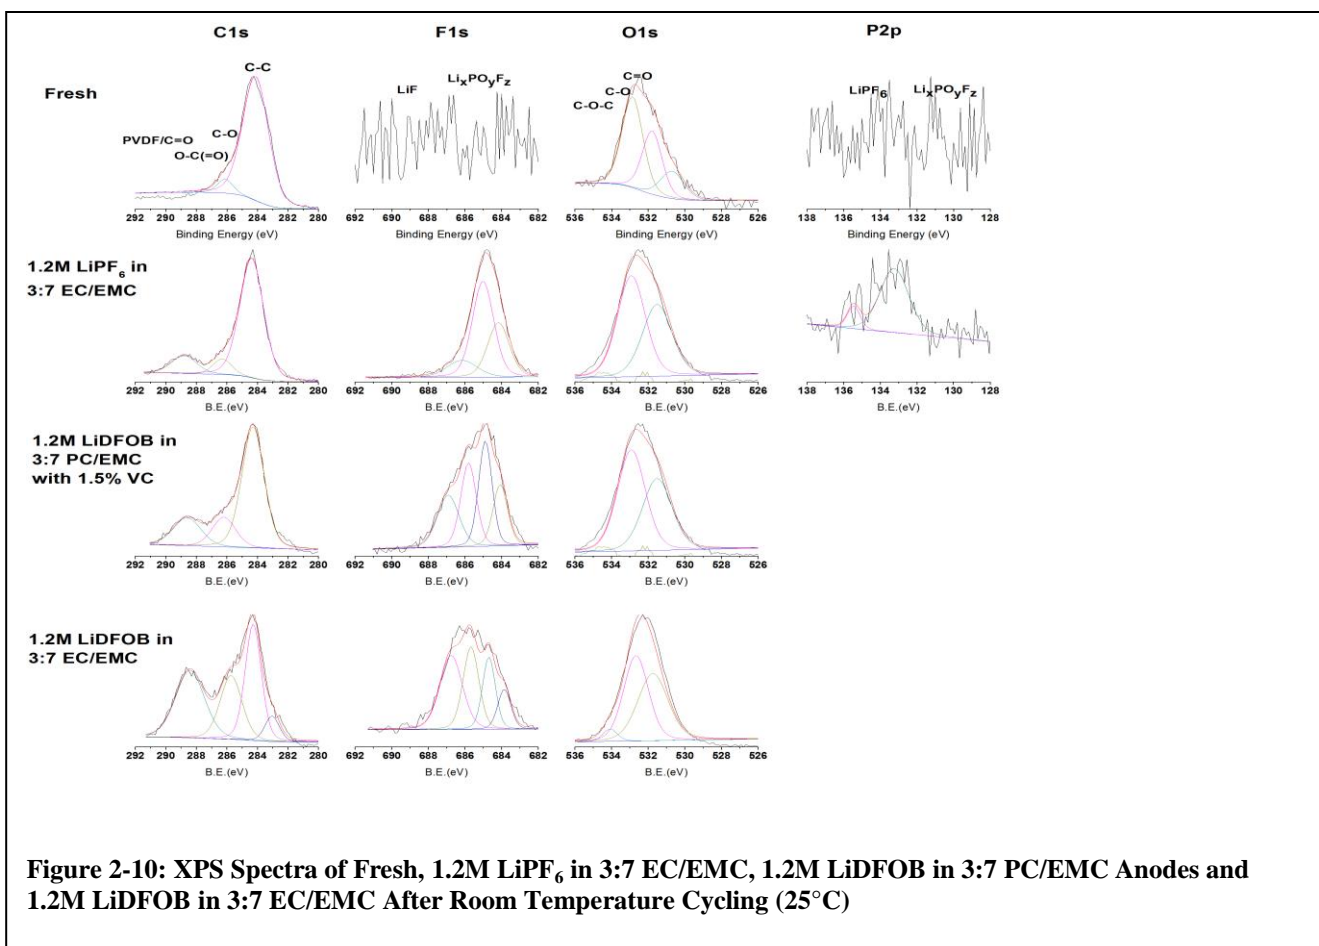 C1s F1s O1s P2p
Fresh
C-C
C-O
PVDF/C=O
O-C(=O)
LiF LiₓPOᵧF_z
C=O
C-O
C-O-C
LiPF₆ LiₓPOᵧF_z
292 290 288 286 284 282 280 692 690 688 686 684 682 536 534 532 530 528 526 138 136 134 133 132 130 128
Binding Energy (eV) Binding Energy (eV) Binding Energy (eV) Binding Energy (eV)
1.2M LiPF₆ in
3:7 EC/EMC
292 290 288 286 284 282 280 692 690 688 686 684 682 536 534 532 530 528 526 138 136 134 133 132 130 128
B.E.(eV) B.E.(eV) B.E.(eV) B.E.(eV)
1.2M LiDFOB in
3:7 PC/EMC
with 1.5% VC
292 290 288 286 284 282 280 692 690 688 686 684 682 536 534 532 530 528 526
B.E.(eV) B.E.(eV) B.E.(eV)
1.2M LiDFOB in
3:7 EC/EMC
292 290 288 286 284 282 280 692 690 688 686 684 682 536 534 532 530 528 526
B.E.(eV) B.E.(eV) B.E.(eV)
Figure 2-10: XPS Spectra of Fresh, 1.2M LiPF₆ in 3:7 EC/EMC, 1.2M LiDFOB in 3:7 PC/EMC Anodes and
1.2M LiDFOB in 3:7 EC/EMC After Room Temperature Cycling (25°C)